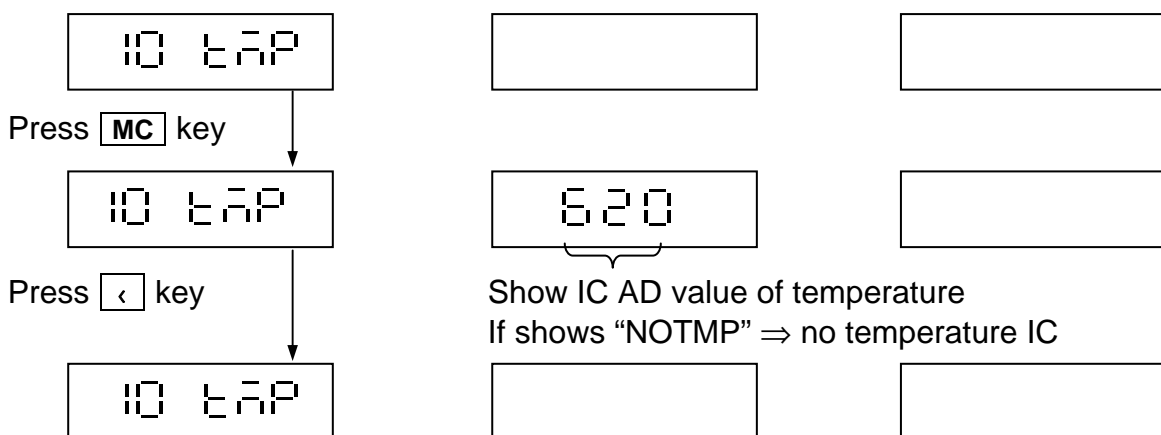 10 tmP
Press MC key
10 tmP 620
Press ‹ key
Show IC AD value of temperature
If shows “NOTMP” ⇒ no temperature IC
10 tmP